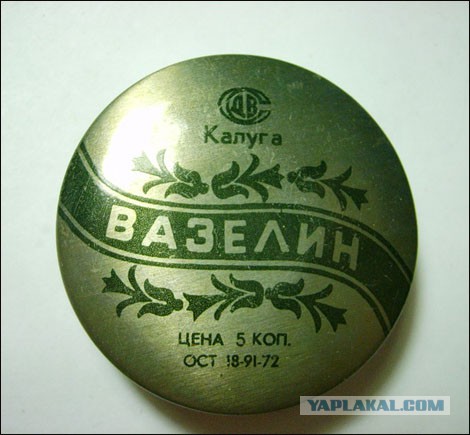 Калуга
ВАЗЕЛИН
ЦЕНА 5 КОП.
ОСТ 18-91-72
YAPLAKAL.COM